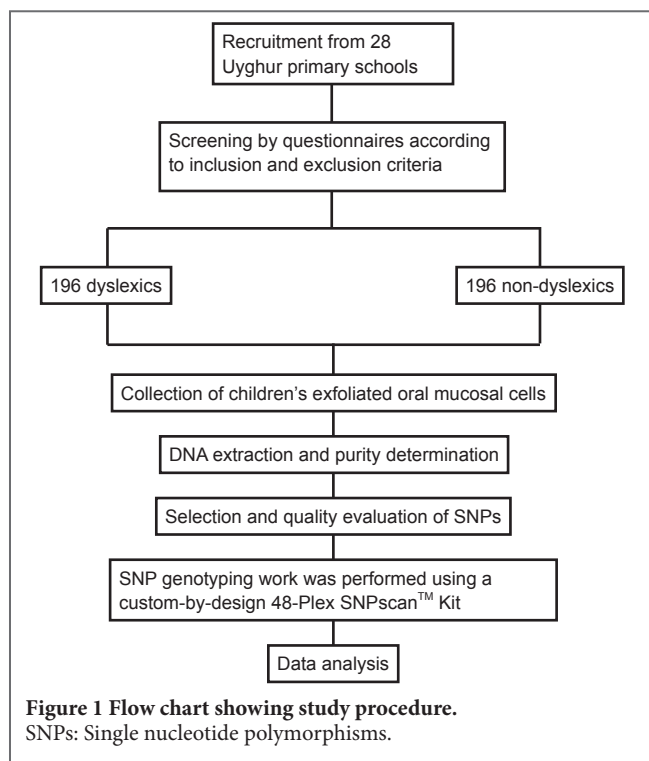 Recruitment from 28
Uyghur primary schools
Screening by questionnaires according
to inclusion and exclusion criteria
196 dyslexics
196 non-dyslexics
Collection of children’s exfoliated oral mucosal cells
DNA extraction and purity determination
Selection and quality evaluation of SNPs
SNP genotyping work was performed using a
custom-by-design 48-Plex SNPscan™ Kit
Data analysis
Figure 1 Flow chart showing study procedure.
SNPs: Single nucleotide polymorphisms.